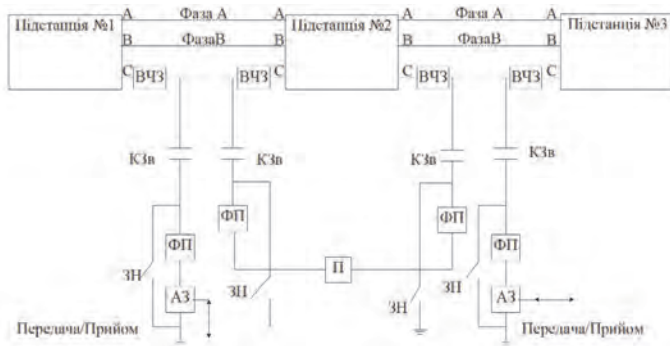 А Фаза А А А Фаза А А
Підстанція №1 Підстанція №2 Підстанція №3
В ФазаВ В В ФазаВ В
С ВЧЗ ВЧЗ С С ВЧЗ ВЧЗ С
КЗв КЗв КЗв КЗв
ФП ФП
ФП ФП
ЗН П ЗН
АЗ ЗН ЗН АЗ
Передача/Прийом Передача/Прийом